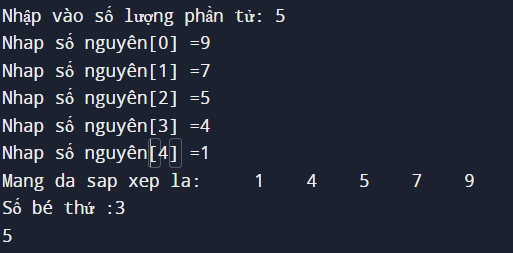 Nhập vào số lượng phần tử: 5
Nhap số nguyên[0] =9
Nhap số nguyên[1] =7
Nhap số nguyên[2] =5
Nhap số nguyên[3] =4
Nhap số nguyên[4] =1
Mang da sap xep la:     1    4    5    7    9
Số bé thứ :3
5